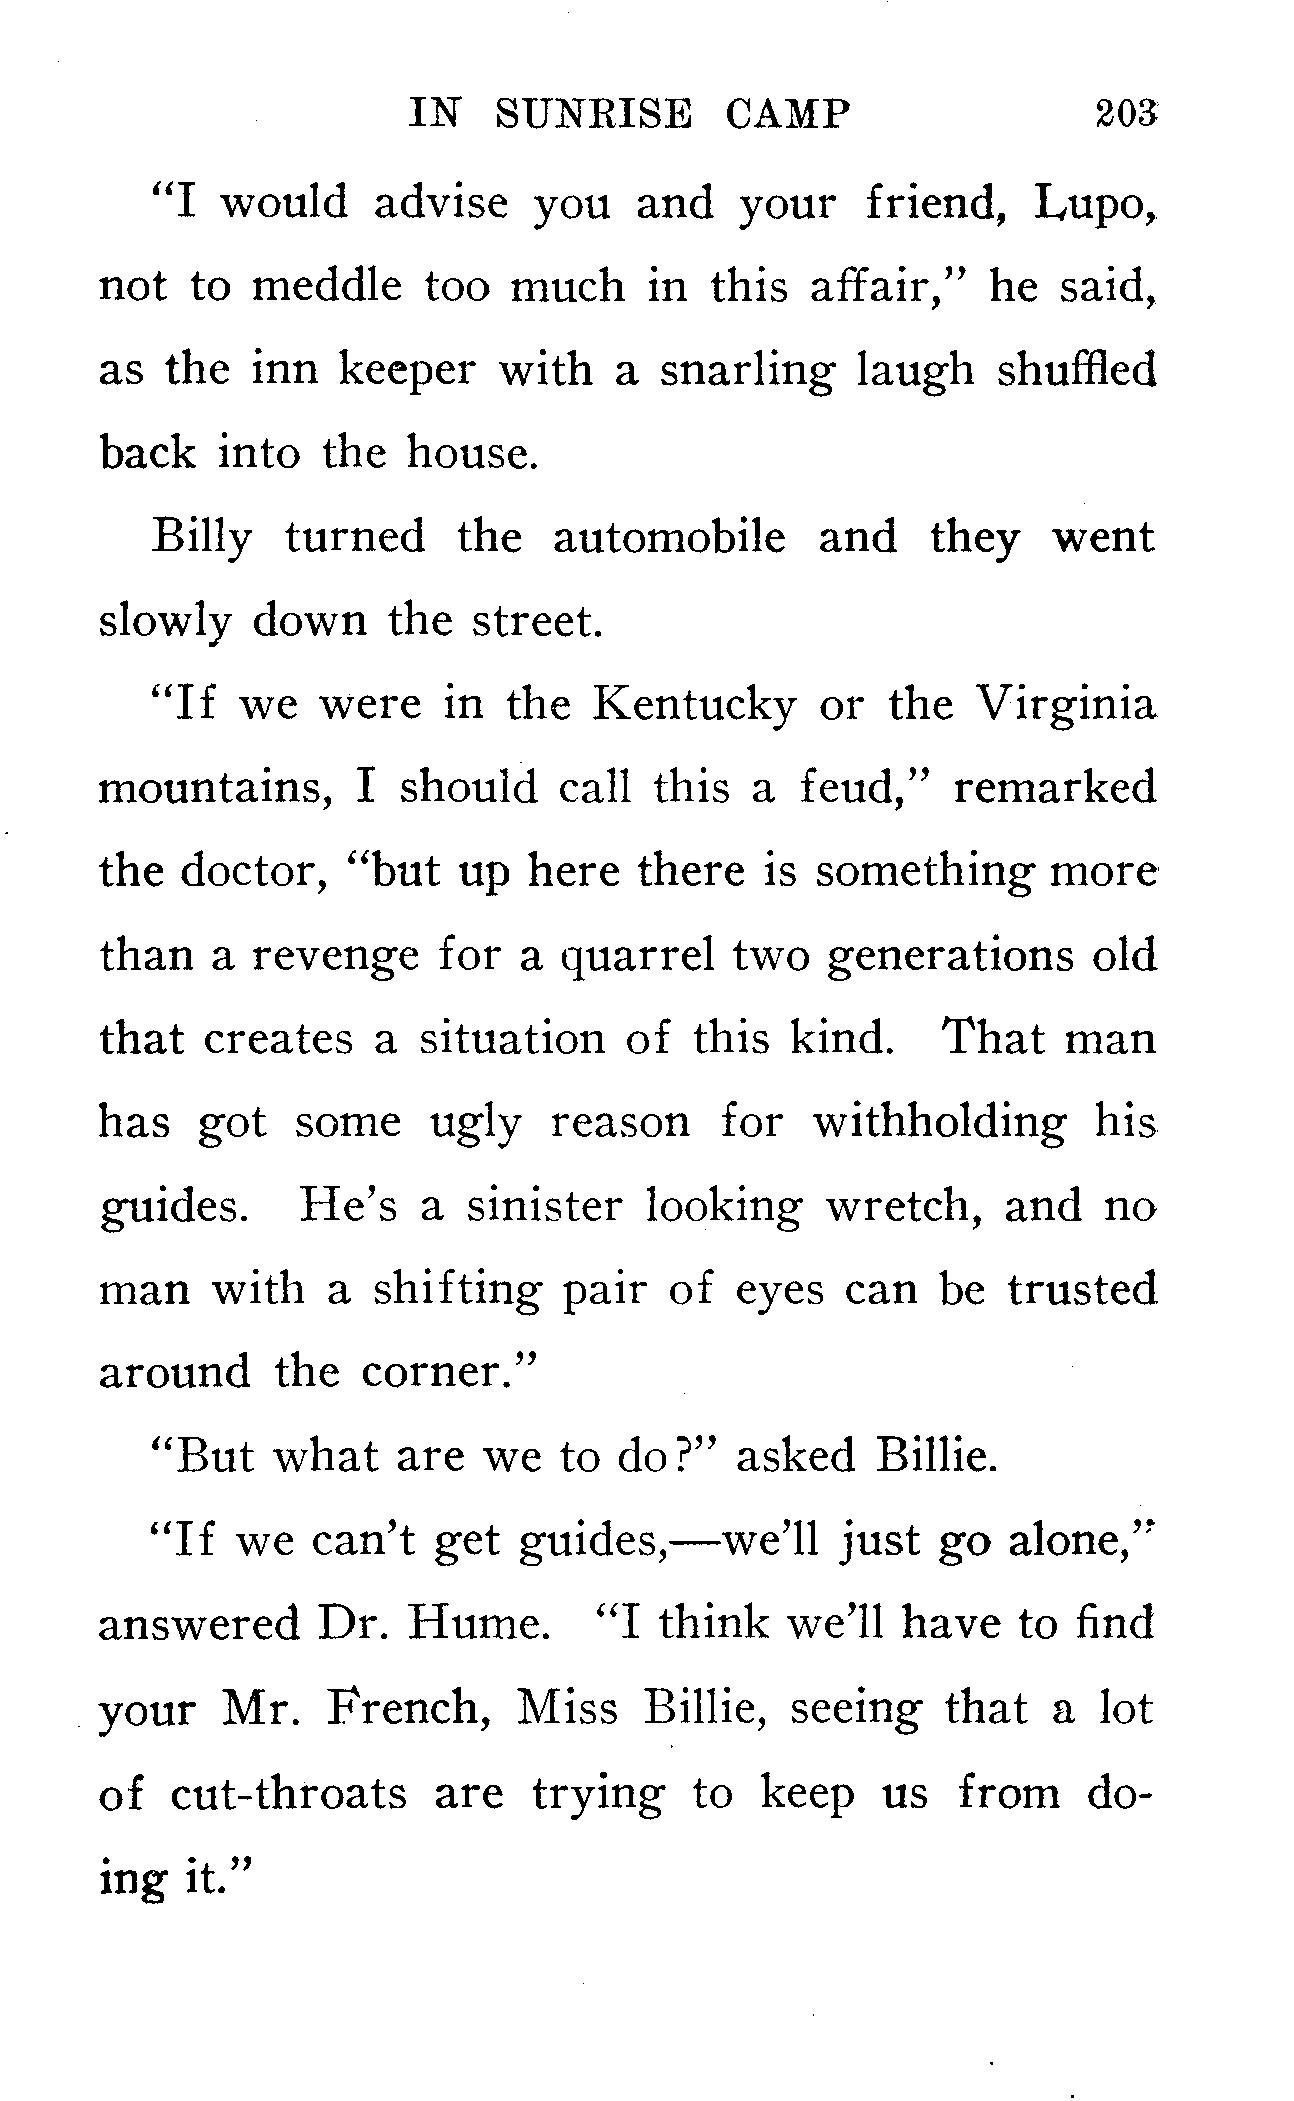 IN SUNRISE CAMP 203
"I would advise you and your friend, Lupo,
not to meddle too much in this affair," he said,
as the inn keeper with a snarling laugh shuffled
back into the house.
Billy turned the automobile and they went
slowly down the street.
"If we were in the Kentucky or the Virginia
mountains, I should call this a feud," remarked
the doctor, "but up here there is something more
than a revenge for a quarrel two generations old
that creates a situation of this kind. That man
has got some ugly reason for withholding his
guides. He's a sinister looking wretch, and no
man with a shifting pair of eyes can be trusted
around the corner."
"But what are we to do?" asked Billie.
"If we can't get guides,—we'll just go alone,"
answered Dr. Hume. "I think we'll have to find
your Mr. French, Miss Billie, seeing that a lot
of cut-throats are trying to keep us from do-
ing it."